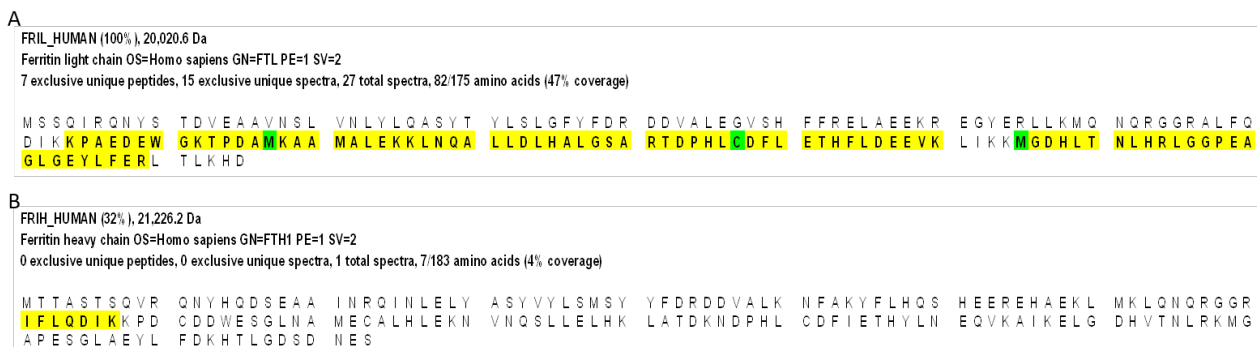 A
FRIL_HUMAN (100%), 20,020.6 Da
Ferritin light chain OS=Homo sapiens GN=FTL PE=1 SV=2
7 exclusive unique peptides, 15 exclusive unique spectra, 27 total spectra, 82/175 amino acids (47% coverage)
M S S Q I R Q N Y S T D V E A A V N S L V N L Y L Q A S Y T Y L S L G F Y F D R D D V A L E G V S H F F R E L A E E K R E G Y E R L L K M Q N Q R G G R A L F Q
D I K K P A E D E W G K T P D A M K A A M A L E K K L N Q A L L D L H A L G S A R T D P H L C D F L E T H F L D E E V K L I K K M G D H L T N L H R L G G P E A
G L G E Y L F E R L T L K H D
B
FRIH_HUMAN (32%), 21,226.2 Da
Ferritin heavy chain OS=Homo sapiens GN=FTH1 PE=1 SV=2
0 exclusive unique peptides, 0 exclusive unique spectra, 1 total spectra, 7/183 amino acids (4% coverage)
M T T A S T S Q V R Q N Y H Q D S E A A I N R Q I N L E L Y A S Y V Y L S M S Y Y F D R D D V A L K N F A K Y F L H Q S H E E R E H A E K L M K L Q N Q R G G R
I F L Q D I K K P D C D D W E S G L N A M E C A L H L E K N V N Q S L L E L H K L A T D K N D P H L C D F I E T H Y L N E Q V K A I K E L G D H V T N L R K M G
A P E S G L A E Y L F D K H T L G D S D N E S